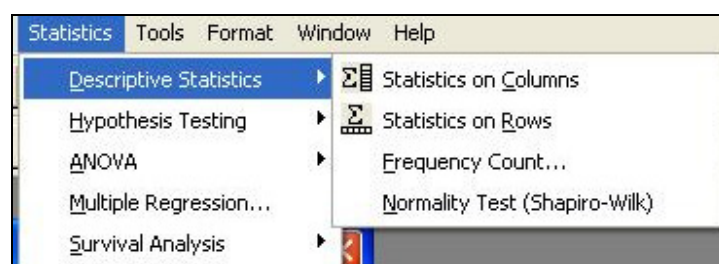 Statistics Tools Format Window Help
Descriptive Statistics
Hypothesis Testing
ANOVA
Multiple Regression...
Survival Analysis
Statistics on Columns
Statistics on Rows
Frequency Count...
Normality Test (Shapiro-Wilk)